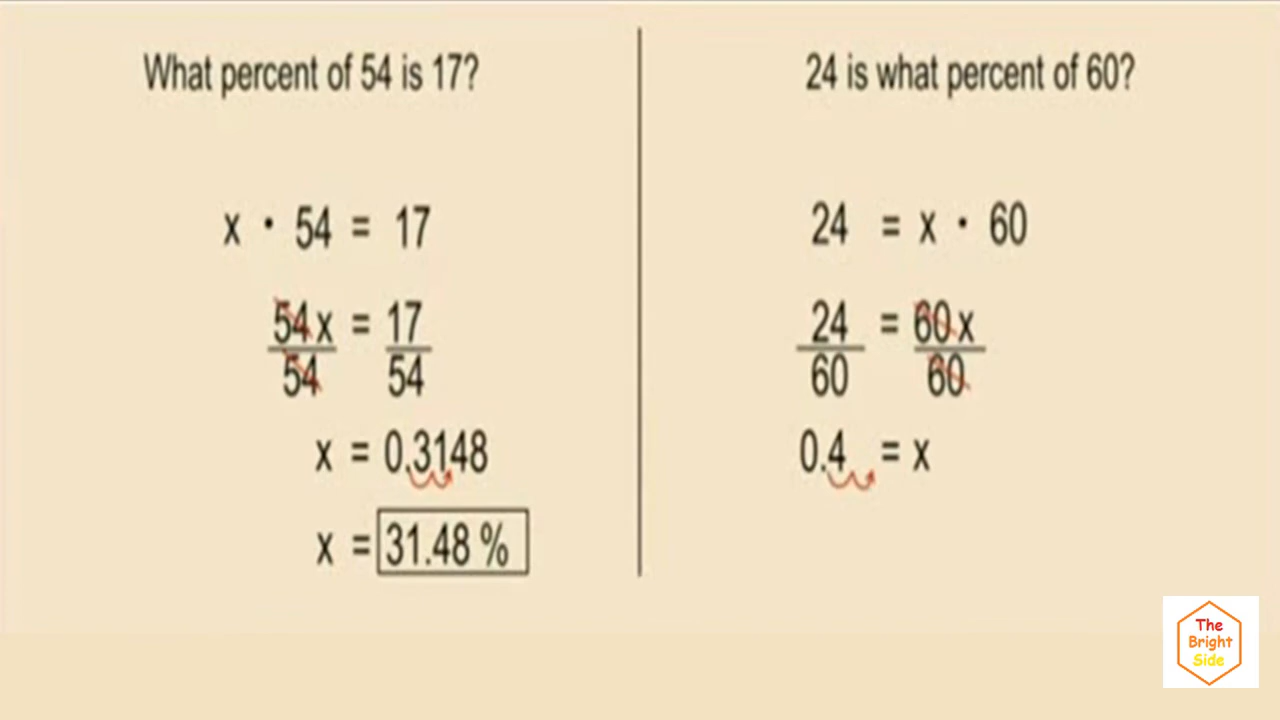 What percent of 54 is 17?
x · 54 = 17
54x = 17
54 54
x = 0.3148
x = 31.48 %
24 is what percent of 60?
24 = x · 60
24 = 60x
60 60
0.4 = x
The
Bright
Side